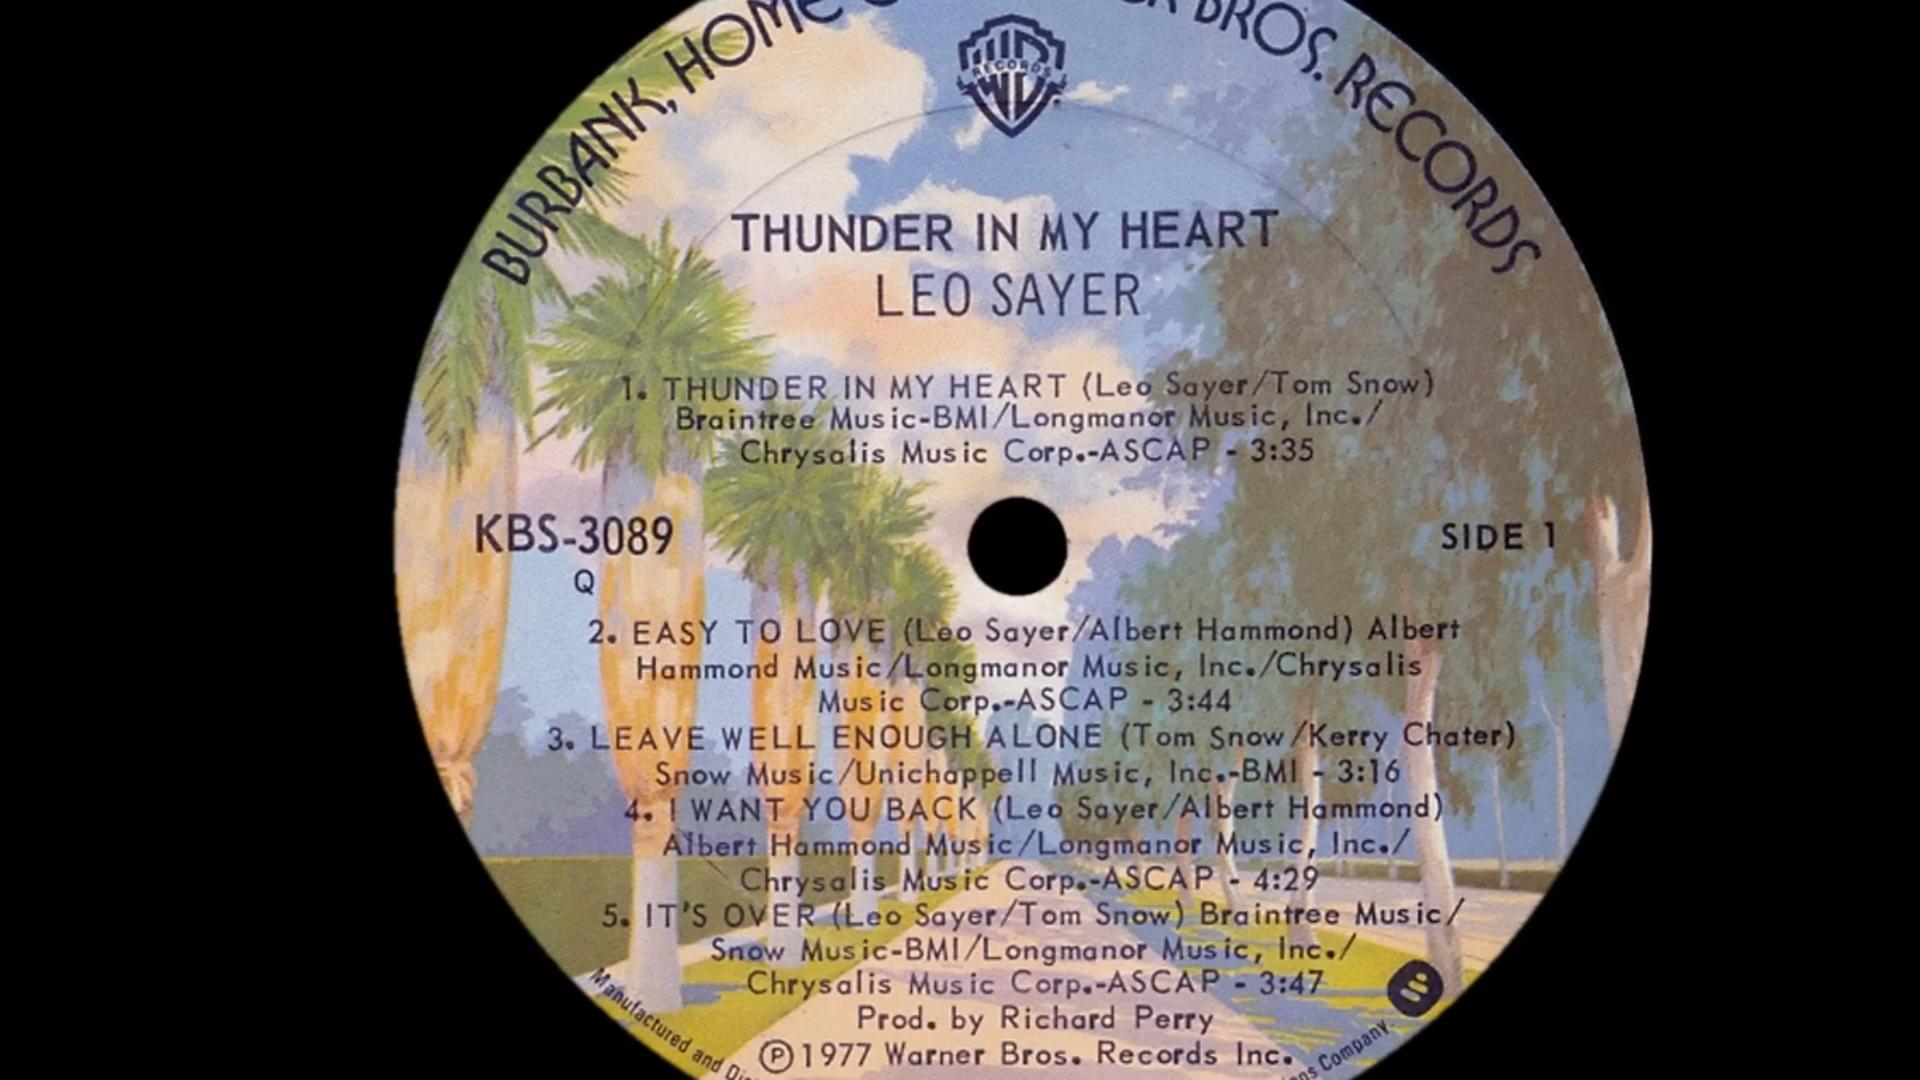 BURBANK, HOME BROS. RECORDS
W RECORDS
THUNDER IN MY HEART
LEO SAYER
1. THUNDER IN MY HEART (Leo Sayer/Tom Snow)
Braintree Music-BMI/Longmanor Music, Inc./
Chrysalis Music Corp.-ASCAP - 3:35
KBS-3089
SIDE 1
Q
2. EASY TO LOVE (Leo Sayer/Albert Hammond) Albert
Hammond Music/Longmanor Music, Inc./Chrysalis
Music Corp.-ASCAP - 3:44
3. LEAVE WELL ENOUGH ALONE (Tom Snow/Kerry Chater)
Snow Music/Unichappell Music, Inc.-BMI - 3:16
4. I WANT YOU BACK (Leo Sayer/Albert Hammond)
Albert Hammond Music/Longmanor Music, Inc./
Chrysalis Music Corp.-ASCAP - 4:29
5. IT'S OVER (Leo Sayer/Tom Snow) Braintree Music/
Snow Music-BMI/Longmanor Music, Inc./
Chrysalis Music Corp.-ASCAP - 3:47
Prod. by Richard Perry
Ⓟ1977 Warner Bros. Records Inc.
Manufactured and Company.